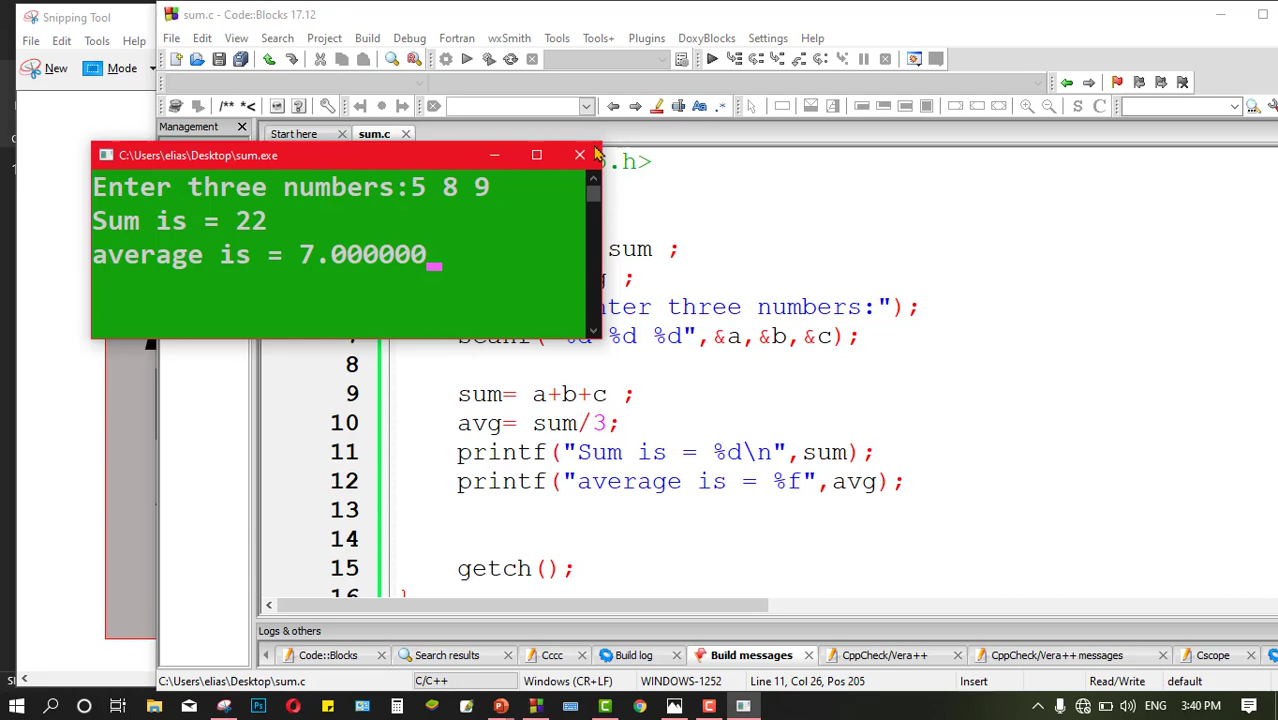 Snipping Tool
File Edit Tools Help
New Mode
sum.c - Code::Blocks 17.12
File Edit View Search Project Build Debug Fortran wxSmith Tools Tools+ Plugins DoxyBlocks Settings Help
/** *<
Aa .* S C
Management
Start here sum.c
C:\Users\elias\Desktop\sum.exe
Enter three numbers:5 8 9
Sum is = 22
average is = 7.000000
.h>
sum ;
;
nter three numbers:");
%d %d",&a,&b,&c);
8
9 sum= a+b+c ;
10 avg= sum/3;
11 printf("Sum is = %d\n",sum);
12 printf("average is = %f",avg);
13
14
15 getch();
16 }
Logs & others
Code::Blocks Search results Cccc Build log Build messages CppCheck/Vera++ CppCheck/Vera++ messages Cscope
C:\Users\elias\Desktop\sum.c C/C++ Windows (CR+LF) WINDOWS-1252 Line 11, Col 26, Pos 205 Insert Read/Write default
ENG 3:40 PM